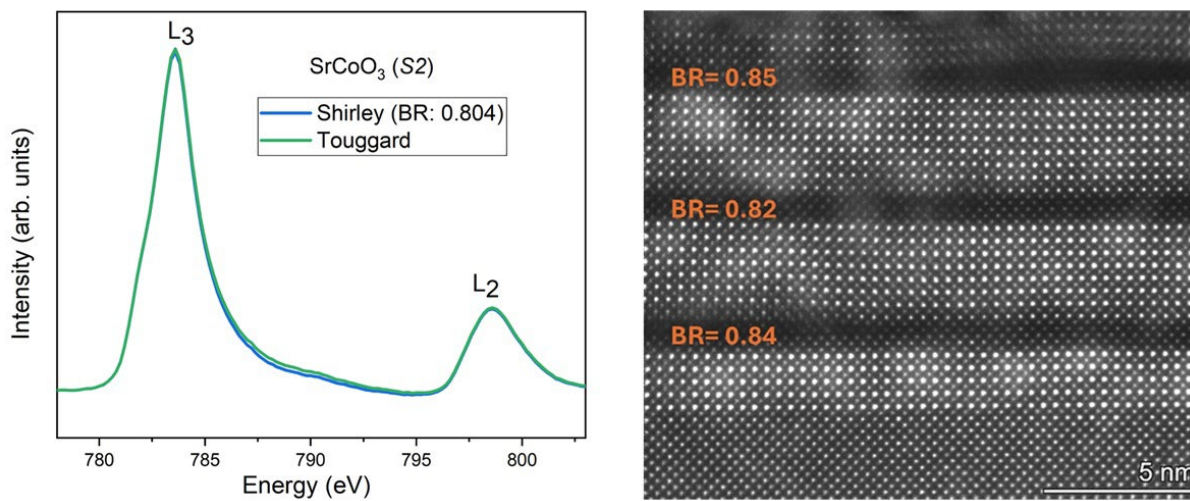 L3
SrCoO3 (S2)
Shirley (BR: 0.804)
Touggard
L2
Intensity (arb. units)
780
785
790
795
800
Energy (eV)
BR= 0.85
BR= 0.82
BR= 0.84
5 nm